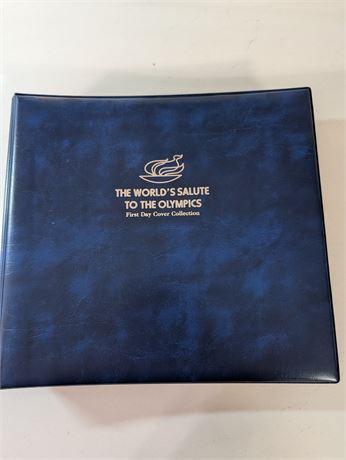 THE WORLD'S SALUTE
TO THE OLYMPICS
First Day Cover Collection